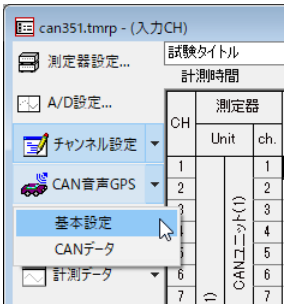 can351.tmrp - (入力CH)
測定器設定...
A/D設定...
チャンネル設定
CAN音声GPS
基本設定
CANデータ
計測データ
試験タイトル
計測時間
CH
測定器
Unit
ch.
1
1
2
2
3
3
4
4
5
5
6
6
7
7
CANユニット(1)